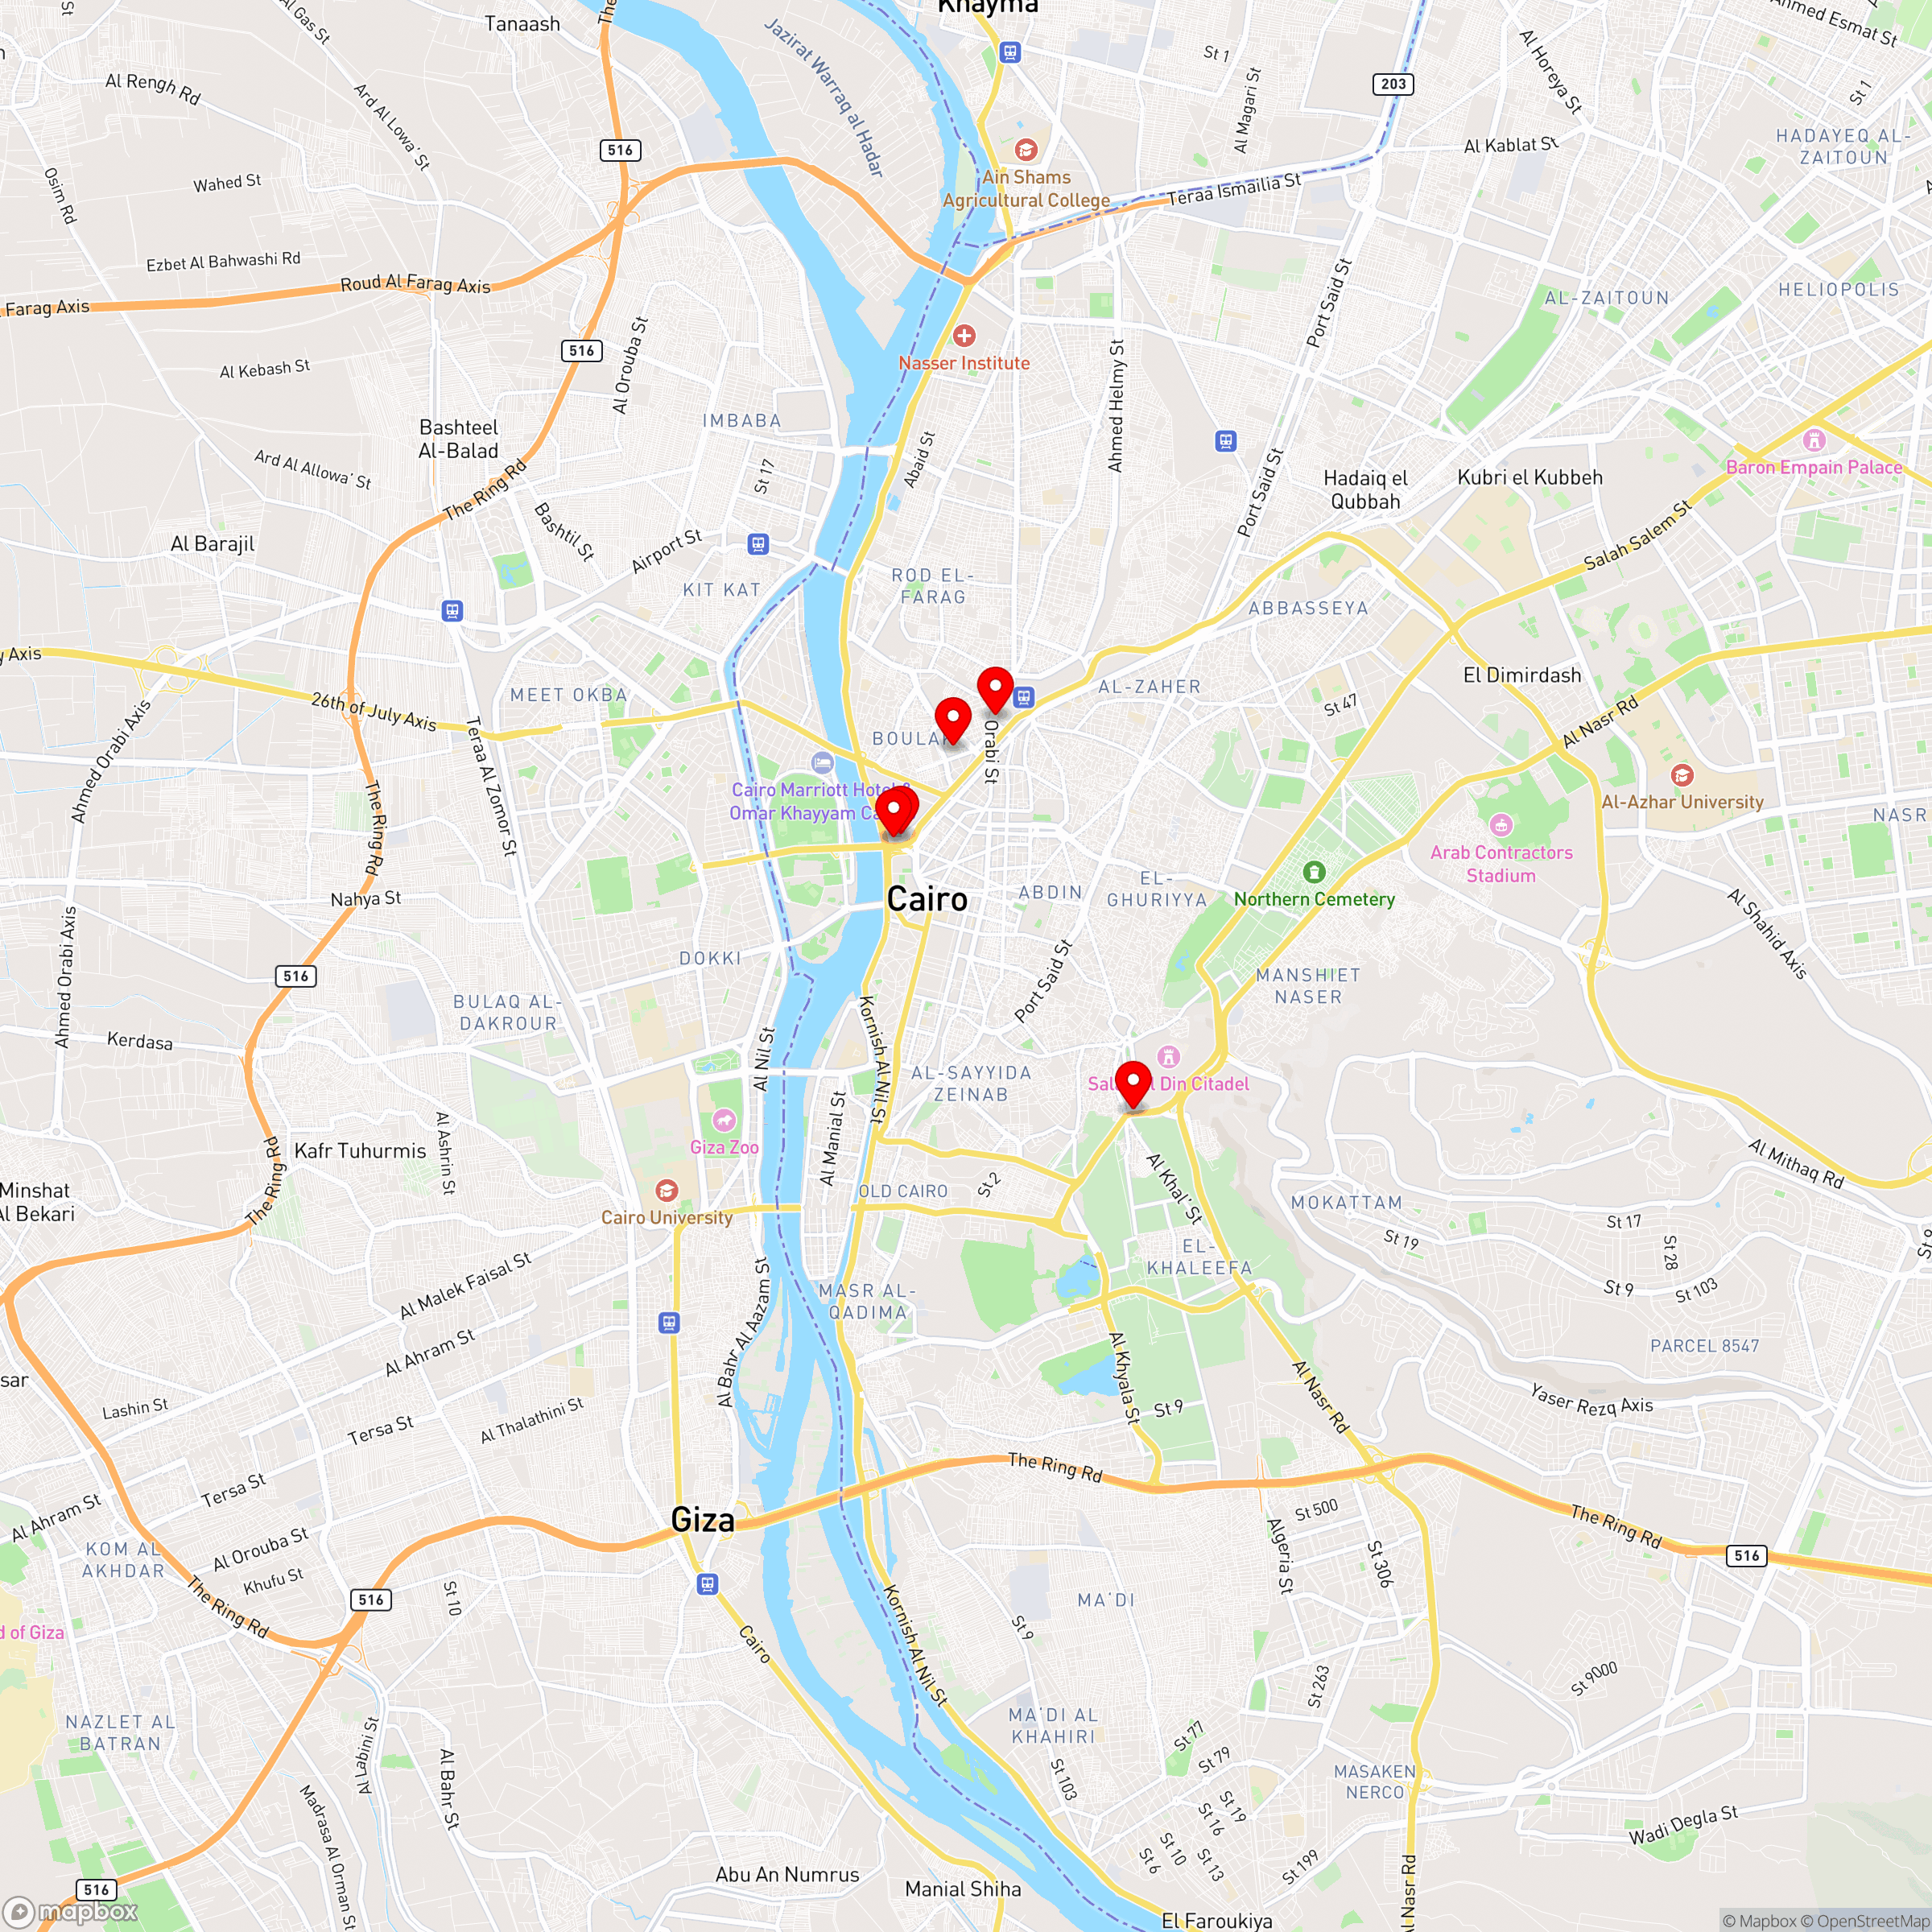 Khayma
Tanaash
Al Gas St
Jazirat Warraq al Hadar
St 1
Al Magari St
203
Al Horeya St
Ahmed Esmat St
St 1
Al Rengh Rd
Ard Al Lowa' St
516
Ain Shams
Agricultural College
Al Kablat St
HADAYEQ AL-
ZAITOUN
Osim Rd
Wahed St
Teraa Ismailia St
Ezbet Al Bahwashi Rd
Roud Al Farag Axis
Farag Axis
Port Said St
AL-ZAITOUN
HELIOPOLIS
516
Al Orouba St
Al Kebash St
Nasser Institute
Ahmed Helmy St
IMBABA
Bashteel
Al-Balad
Abaid St
St 17
Ard Al Allowa' St
The Ring Rd
Port Said St
Hadaiq el
Qubbah
Kubri el Kubbeh
Baron Empain Palace
Bashtil St
Airport St
Al Barajil
Salah Salem St
KIT KAT
ROD EL-
FARAG
ABBASSEYA
y Axis
26th of July Axis
MEET OKBA
AL-ZAHER
St 47
El Dimirdash
Al Nasr Rd
Ahmed Orabi Axis
Teraa Al Zomor St
BOULAK
Orabi St
The Ring Rd
Cairo Marriott Hotel &
Omar Khayyam Ca
Al-Azhar University
NASR
Arab Contractors
Stadium
Nahya St
Cairo
ABDIN
EL-
GHURIYYA
Northern Cemetery
Ahmed Orabi Axis
516
DOKKI
Port Said St
MANSHIET
NASER
Al Shahid Axis
BULAQ AL-
DAKROUR
Kerdasa
Al Nil St
Kornish Al Nil St
AL-SAYYIDA
ZEINAB
Sala l Din Citadel
Al Ashrin St
Al Manial St
Giza Zoo
Kafr Tuhurmis
The Ring Rd
Minshat
Al Bekari
OLD CAIRO
St 2
Al Khal' St
MOKATTAM
Al Mithaq Rd
Cairo University
St 17
St 19
St 28
St 9
St 103
EL-
KHALEEFA
Al Malek Faisal St
Al Bahr Al Aazam St
MASR AL-
QADIMA
Al Ahram St
Al Khyala St
PARCEL 8547
sar
Lashin St
Tersa St
Al Thalathini St
St 9
Al Nasr Rd
Yaser Rezq Axis
Tersa St
The Ring Rd
Al Ahram St
Giza
St 500
The Ring Rd
516
KOM AL
AKHDAR
Al Orouba St
Khufu St
516
St 10
The Ring Rd
Algeria St
St 306
MA'DI
Kornish Al Nil St
St 9
d of Giza
Cairo
St 263
St 9000
NAZLET AL
BATRAN
Al Labini St
MA'DI AL
KHAHIRI
St 77
St 79
Al Bahr St
Madrasa Al Orman St
St 103
MASAKEN
NERCO
St 19
St 16
Wadi Degla St
St 10
St 6
St 13
St 199
Abu An Numrus
516
Manial Shiha
Al Nasr Rd
El Faroukiya
mapbox
© Mapbox © OpenStreetMap